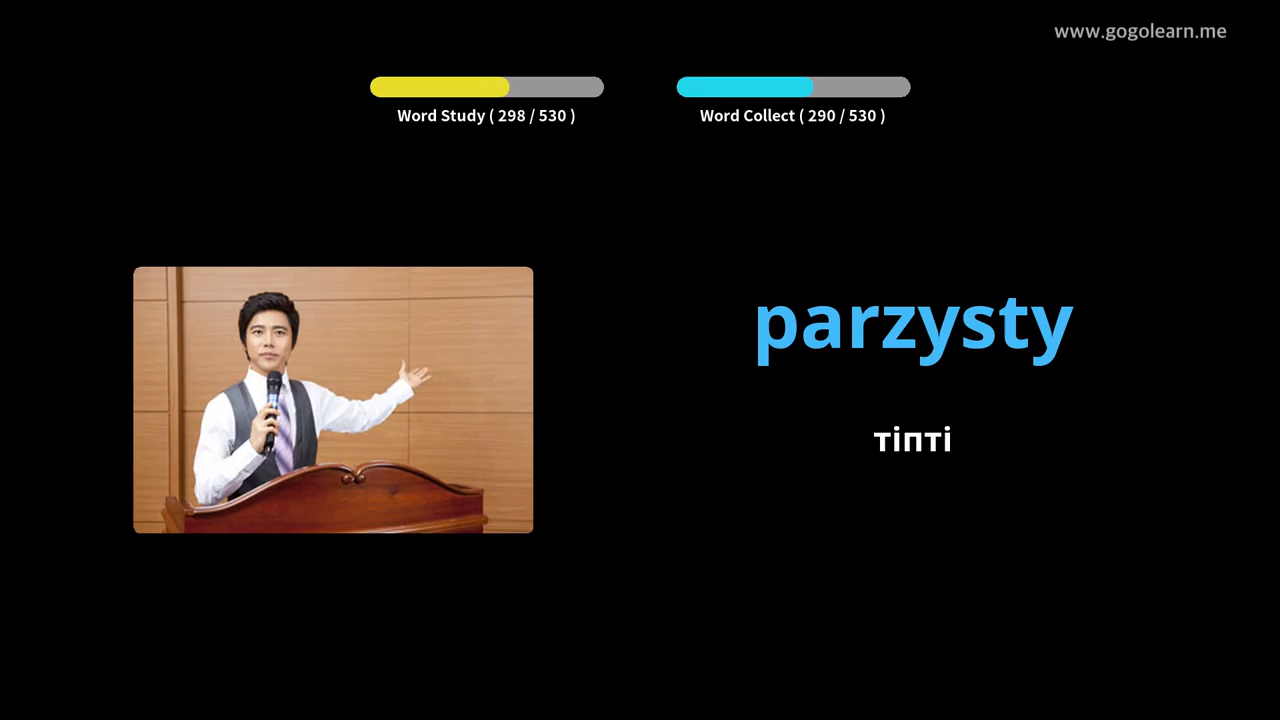 www.gogolearn.me
Word Study ( 298 / 530 )
Word Collect ( 290 / 530 )
parzysty
тіпті